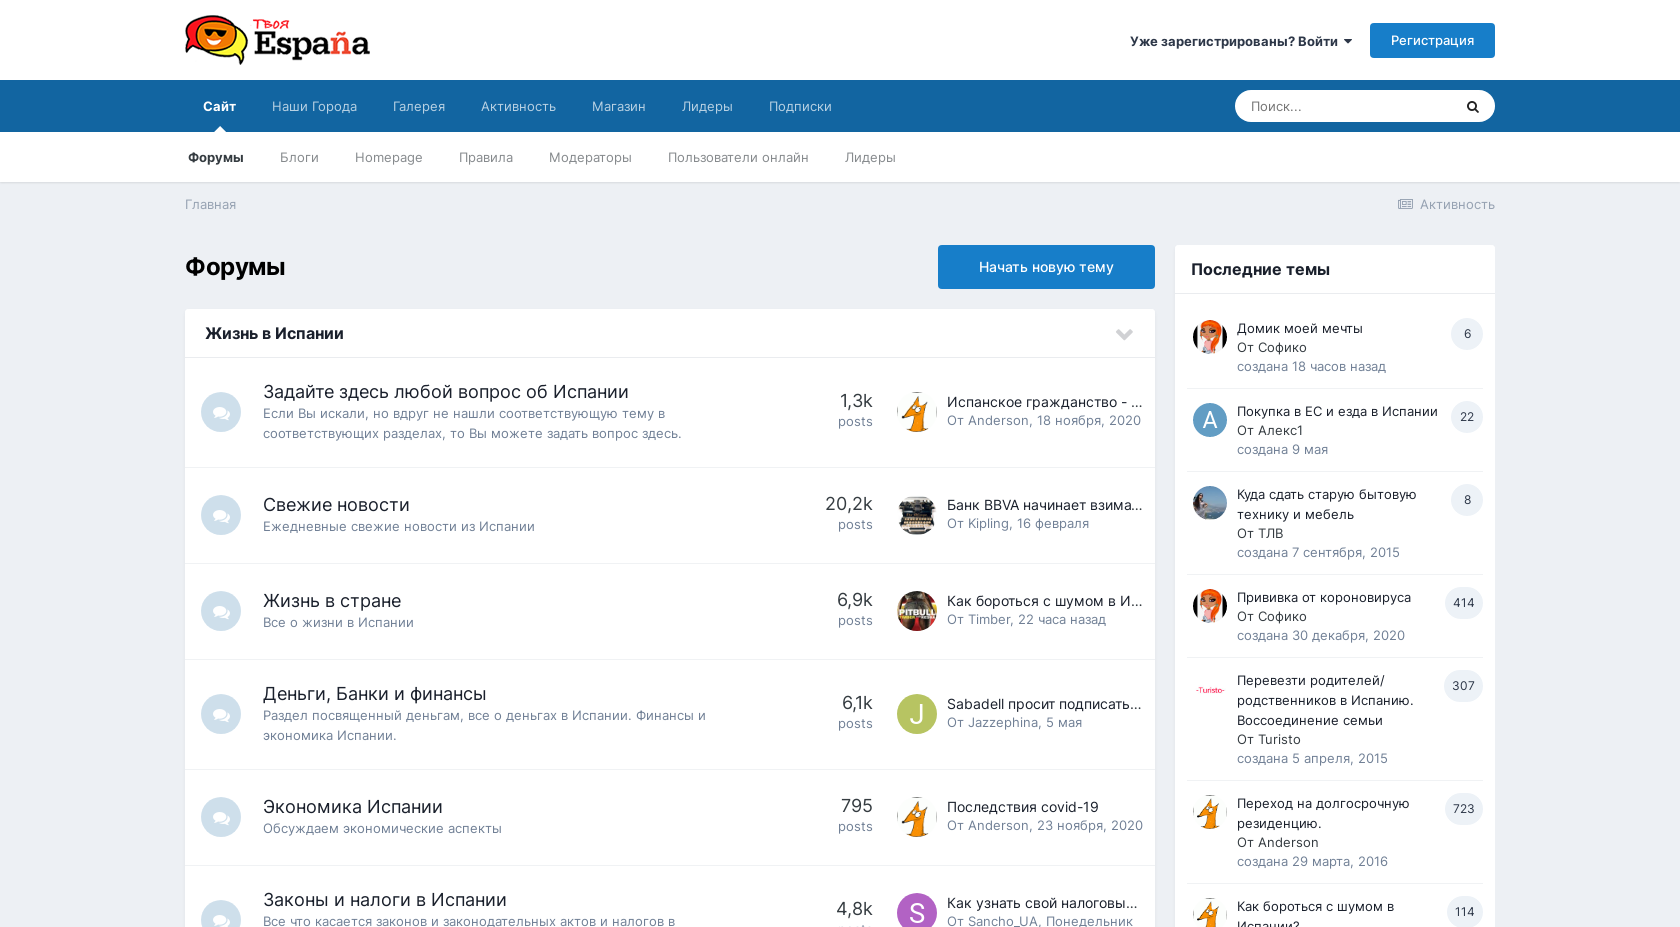 Твоя
España
Уже зарегистрированы? Войти
Регистрация
Сайт
Наши Города
Галерея
Активность
Магазин
Лидеры
Подписки
Поиск...
Форумы
Блоги
Homepage
Правила
Модераторы
Пользователи онлайн
Лидеры
Главная
Активность
Форумы
Начать новую тему
Жизнь в Испании
Задайте здесь любой вопрос об Испании
Если Вы искали, но вдруг не нашли соответствующую тему в
соответствующих разделах, то Вы можете задать вопрос здесь.
1,3k
posts
Испанское гражданство - ...
От Anderson, 18 ноября, 2020
Свежие новости
Ежедневные свежие новости из Испании
20,2k
posts
Банк BBVA начинает взима...
От Kipling, 16 февраля
Жизнь в стране
Все о жизни в Испании
6,9k
posts
PITBULL
Как бороться с шумом в И...
От Timber, 22 часа назад
Деньги, Банки и финансы
Раздел посвященный деньгам, все о деньгах в Испании. Финансы и
экономика Испании.
6,1k
posts
J
Sabadell просит подписать...
От Jazzephina, 5 мая
Экономика Испании
Обсуждаем экономические аспекты
795
posts
Последствия covid-19
От Anderson, 23 ноября, 2020
Законы и налоги в Испании
Все что касается законов и законодательных актов и налогов в
4,8k
S
Как узнать свой налоговы...
От Sancho_UA, Понедельник
Последние темы
Домик моей мечты
От Софико
создана 18 часов назад
6
A
Покупка в ЕС и езда в Испании
От Алекс1
создана 9 мая
22
Куда сдать старую бытовую
технику и мебель
От ТЛВ
создана 7 сентября, 2015
8
Прививка от короновируса
От Софико
создана 30 декабря, 2020
414
-Turisto-
Перевезти родителей/
родственников в Испанию.
Воссоединение семьи
От Turisto
создана 5 апреля, 2015
307
Переход на долгосрочную
резиденцию.
От Anderson
создана 29 марта, 2016
723
Как бороться с шумом в
Испании?
114